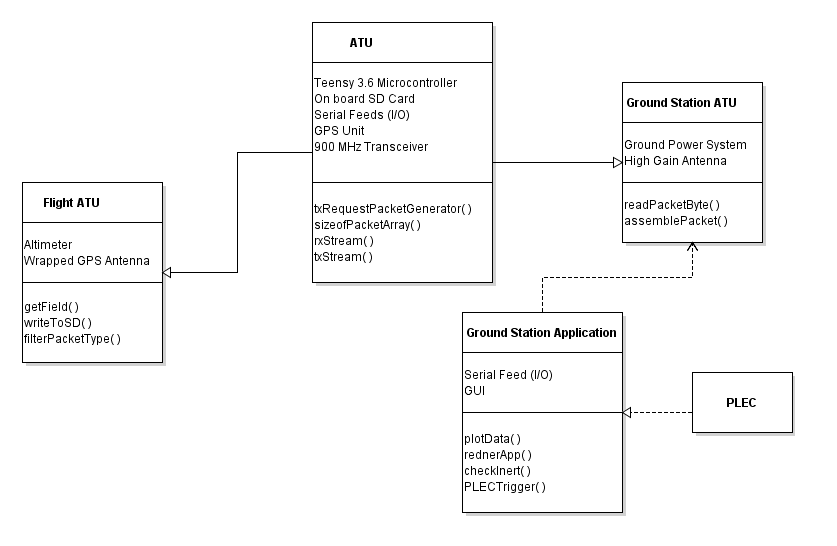 ATU
Teensy 3.6 Microcontroller
On board SD Card
Serial Feeds (I/O)
GPS Unit
900 MHz Transceiver
txRequestPacketGenerator()
sizeofPacketArray()
rxStream()
txStream()
Ground Station ATU
Ground Power System
High Gain Antenna
readPacketByte()
assemblePacket()
Flight ATU
Altimeter
Wrapped GPS Antenna
getField()
writeToSD()
filterPacketType()
Ground Station Application
Serial Feed (I/O)
GUI
plotData()
rednerApp()
checkInert()
PLECTrigger()
PLEC